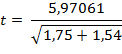 t = 5,97061 / √(1,75 + 1,54)